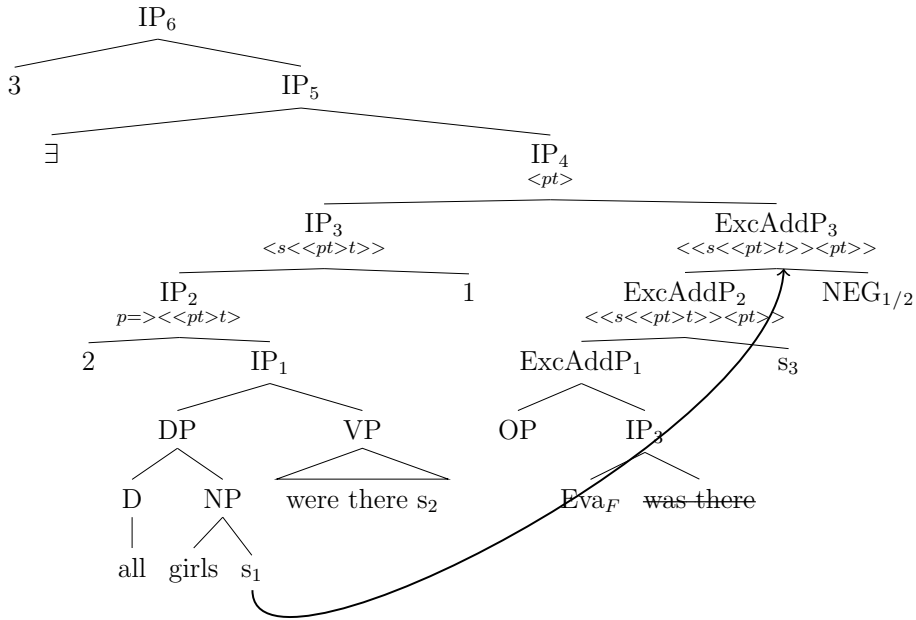 IP₆
3 IP₅
∃ IP₄
<pt>
IP₃ ExcAddP₃
<s<<pt>t>> <<s<<pt>t>><pt>>
IP₂ 1 ExcAddP₂ NEG₁/₂
p=><<pt>t> <<s<<pt>t>><pt>>
2 IP₁ ExcAddP₁ s₃
DP VP OP IP₃
D NP were there s₂ Eva_F ~~was there~~
all girls s₁